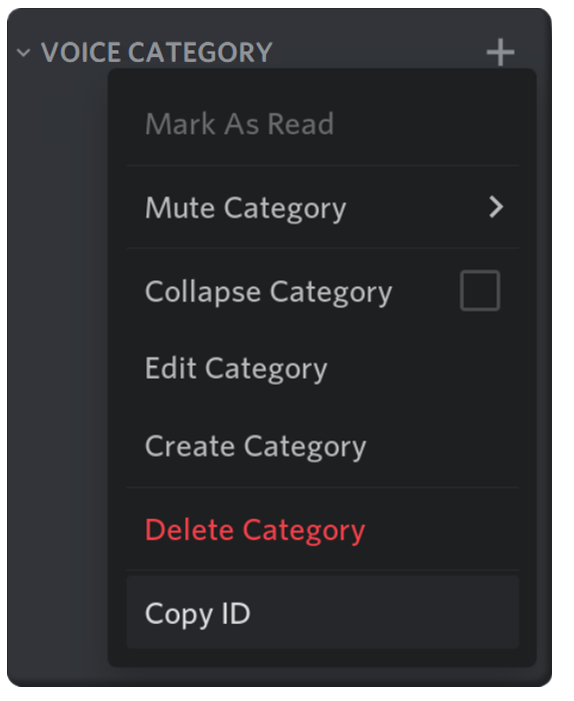 VOICE CATEGORY
Mark As Read
Mute Category
Collapse Category
Edit Category
Create Category
Delete Category
Copy ID